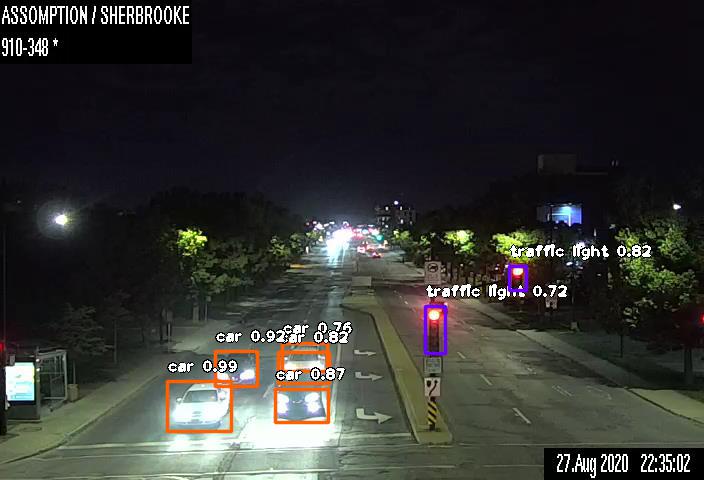 ASSOMPTION / SHERBROOKE
910-348 *
traffic light 0.82
traffic light 0.72
car 0.76
car 0.92
car 0.82
car 0.99
car 0.87
27.Aug 2020 22:35:02